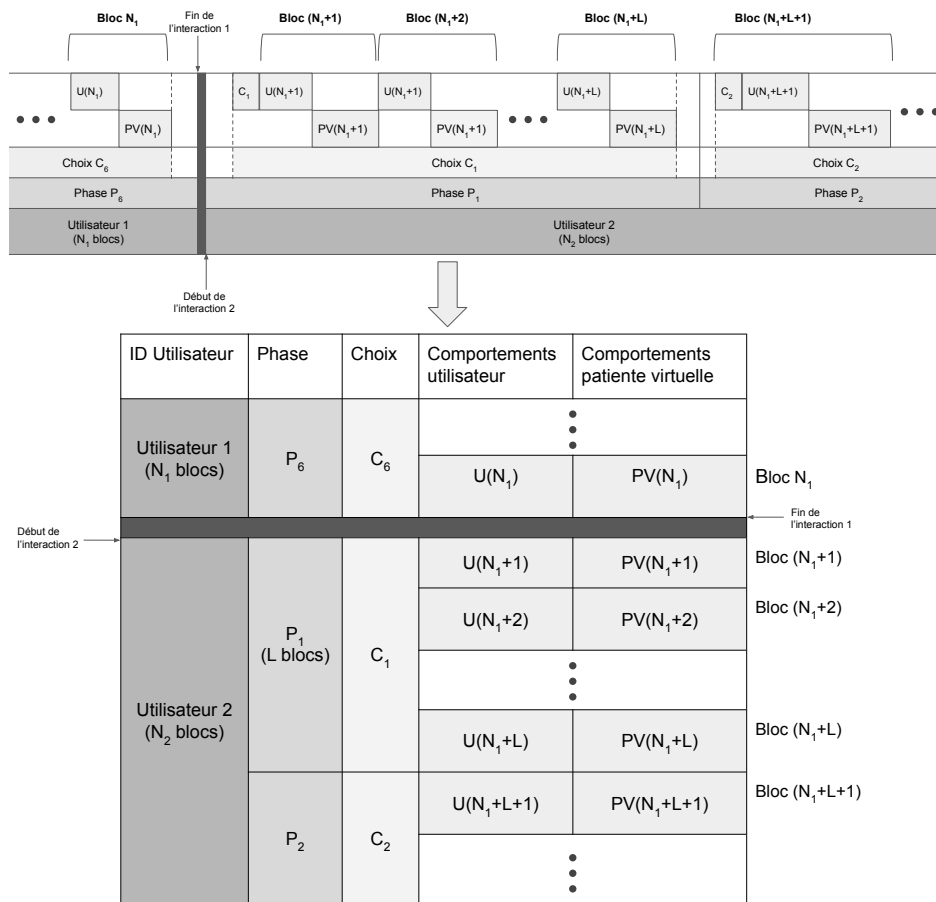 Bloc N₁
Fin de
l'interaction 1
Bloc (N₁+1)
Bloc (N₁+2)
Bloc (N₁+L)
Bloc (N₁+L+1)
U(N₁)
C₁
U(N₁+1)
U(N₁+1)
U(N₁+L)
C₂
U(N₁+L+1)
PV(N₁)
PV(N₁+1)
PV(N₁+1)
PV(N₁+L)
PV(N₁+L+1)
Choix C₆
Choix C₁
Choix C₂
Phase P₆
Phase P₁
Phase P₂
Utilisateur 1
(N₁ blocs)
Utilisateur 2
(N₂ blocs)
Début de
l'interaction 2
ID Utilisateur
Phase
Choix
Comportements
utilisateur
Comportements
patiente virtuelle
Utilisateur 1
(N₁ blocs)
P₆
C₆
U(N₁)
PV(N₁)
Bloc N₁
Fin de
l'interaction 1
Début de
l'interaction 2
Utilisateur 2
(N₂ blocs)
P₁
(L blocs)
C₁
U(N₁+1)
PV(N₁+1)
Bloc (N₁+1)
U(N₁+2)
PV(N₁+2)
Bloc (N₁+2)
U(N₁+L)
PV(N₁+L)
Bloc (N₁+L)
P₂
C₂
U(N₁+L+1)
PV(N₁+L+1)
Bloc (N₁+L+1)